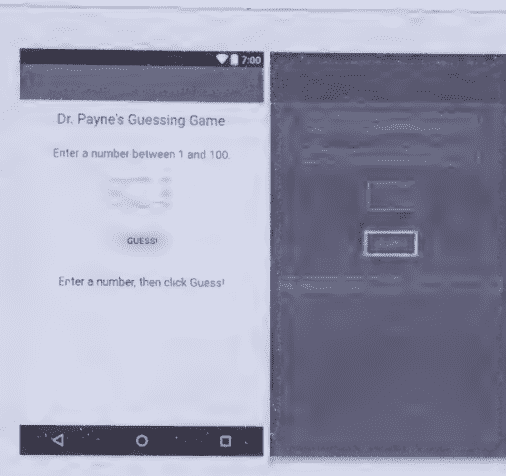 7:00
Dr. Payne's Guessing Game
Enter a number between 1 and 100.
GUESS!
Enter a number, then click Guess!